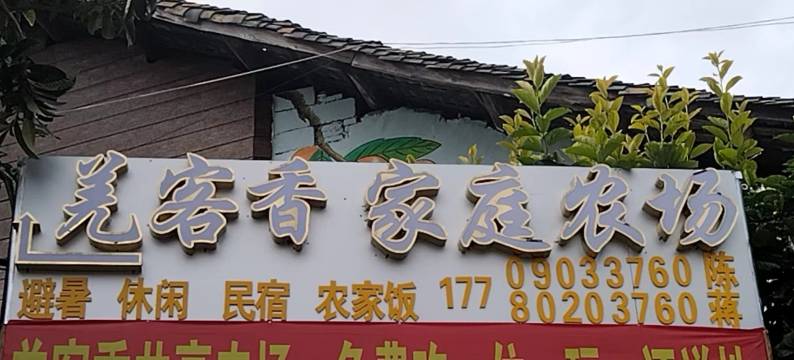 羌客香 家庭农场
避暑 休闲 民宿 农家饭 177 09033760 陈
80203760 蒋